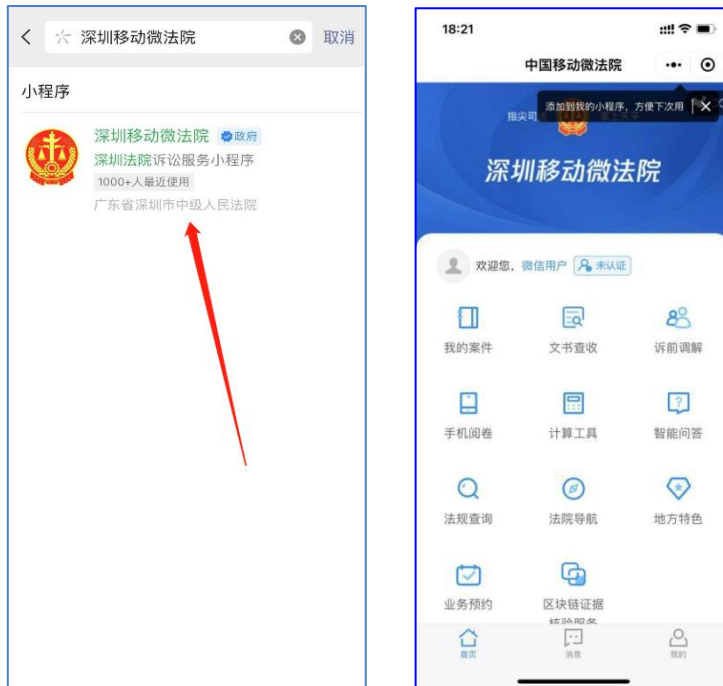 深圳移动微法院
取消
小程序
深圳移动微法院 政府
深圳法院诉讼服务小程序
1000+人最近使用
广东省深圳市中级人民法院
18:21
中国移动微法院
添加到我的小程序，方便下次用
指尖司
深圳移动微法院
欢迎您，微信用户 未认证
我的案件 文书查收 诉前调解
手机阅卷 计算工具 智能问答
法规查询 法院导航 地方特色
业务预约 区块链证据
核验服务
首页 消息 我的